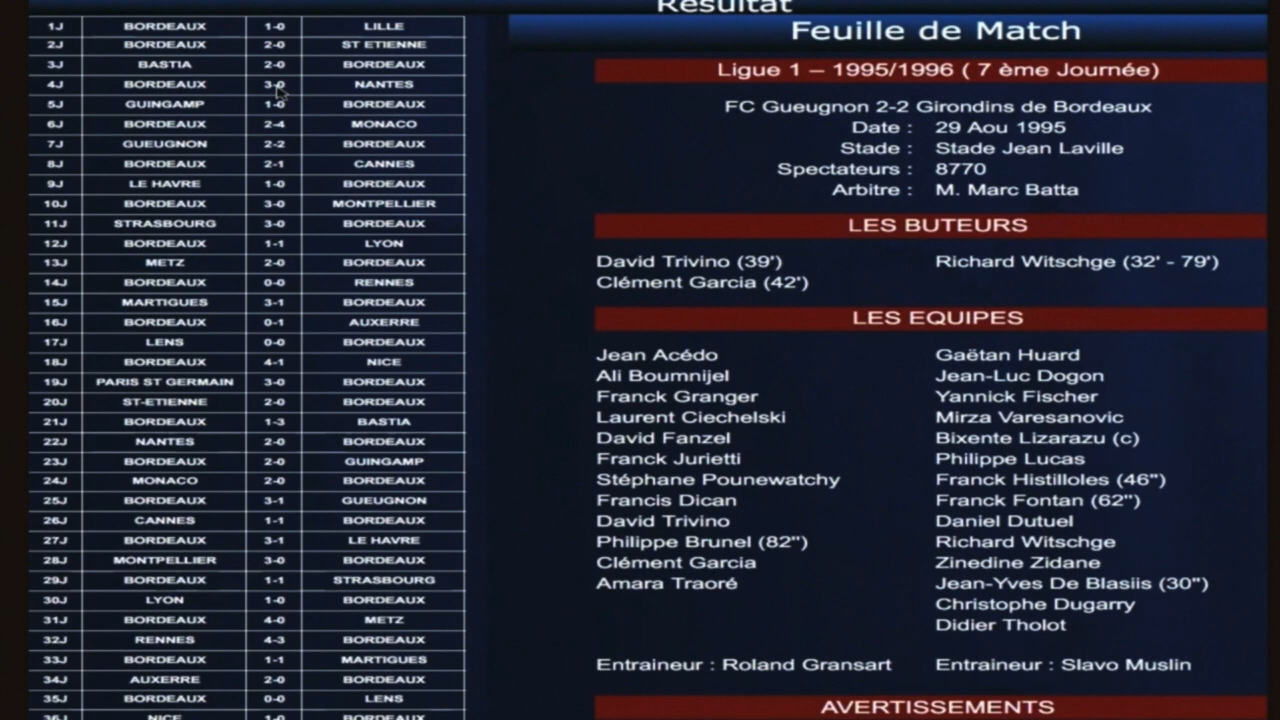 Résultat
1J BORDEAUX 1-0 LILLE
2J BORDEAUX 2-0 ST ETIENNE
3J BASTIA 2-0 BORDEAUX
4J BORDEAUX 3-0 NANTES
5J GUINGAMP 1-0 BORDEAUX
6J BORDEAUX 2-4 MONACO
7J GUEUGNON 2-2 BORDEAUX
8J BORDEAUX 2-1 CANNES
9J LE HAVRE 1-0 BORDEAUX
10J BORDEAUX 3-0 MONTPELLIER
11J STRASBOURG 3-0 BORDEAUX
12J BORDEAUX 1-1 LYON
13J METZ 2-0 BORDEAUX
14J BORDEAUX 0-0 RENNES
15J MARTIGUES 3-1 BORDEAUX
16J BORDEAUX 0-1 AUXERRE
17J LENS 0-0 BORDEAUX
18J BORDEAUX 4-1 NICE
19J PARIS ST GERMAIN 3-0 BORDEAUX
20J ST-ETIENNE 2-0 BORDEAUX
21J BORDEAUX 1-3 BASTIA
22J NANTES 2-0 BORDEAUX
23J BORDEAUX 2-0 GUINGAMP
24J MONACO 2-0 BORDEAUX
25J BORDEAUX 3-1 GUEUGNON
26J CANNES 1-1 BORDEAUX
27J BORDEAUX 3-1 LE HAVRE
28J MONTPELLIER 3-0 BORDEAUX
29J BORDEAUX 1-1 STRASBOURG
30J LYON 1-0 BORDEAUX
31J BORDEAUX 4-0 METZ
32J RENNES 4-3 BORDEAUX
33J BORDEAUX 1-1 MARTIGUES
34J AUXERRE 2-0 BORDEAUX
35J BORDEAUX 0-0 LENS
36J NICE 1-0 BORDEAUX
Feuille de Match
Ligue 1 – 1995/1996 ( 7 ème Journée)
FC Gueugnon 2-2 Girondins de Bordeaux
Date : 29 Aou 1995
Stade : Stade Jean Laville
Spectateurs : 8770
Arbitre : M. Marc Batta
LES BUTEURS
David Trivino (39') Richard Witschge (32' - 79')
Clément Garcia (42')
LES EQUIPES
Jean Acédo Gaëtan Huard
Ali Boumnijel Jean-Luc Dogon
Franck Granger Yannick Fischer
Laurent Ciechelski Mirza Varesanovic
David Fanzel Bixente Lizarazu (c)
Franck Jurietti Philippe Lucas
Stéphane Pounewatchy Franck Histilloles (46")
Francis Dican Franck Fontan (62")
David Trivino Daniel Dutuel
Philippe Brunel (82") Richard Witschge
Clément Garcia Zinedine Zidane
Amara Traoré Jean-Yves De Blasiis (30")
Christophe Dugarry
Didier Tholot
Entraineur : Roland Gransart Entraineur : Slavo Muslin
AVERTISSEMENTS